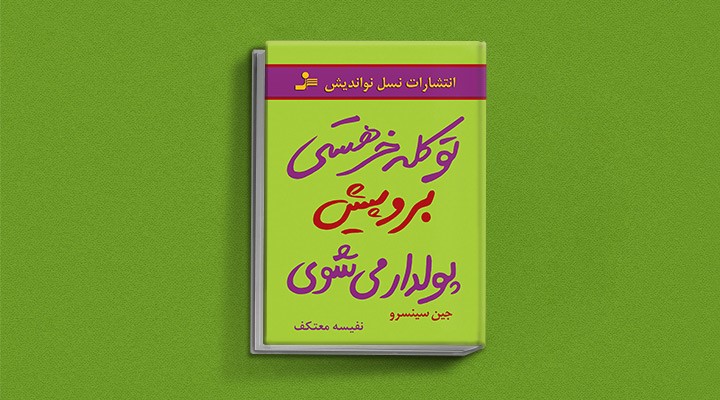 انتشارات نسل نواندیش
تو کله خر هستی
برو پیش
پولدار می شوی
جین سینسرو
نفیسه معتکف